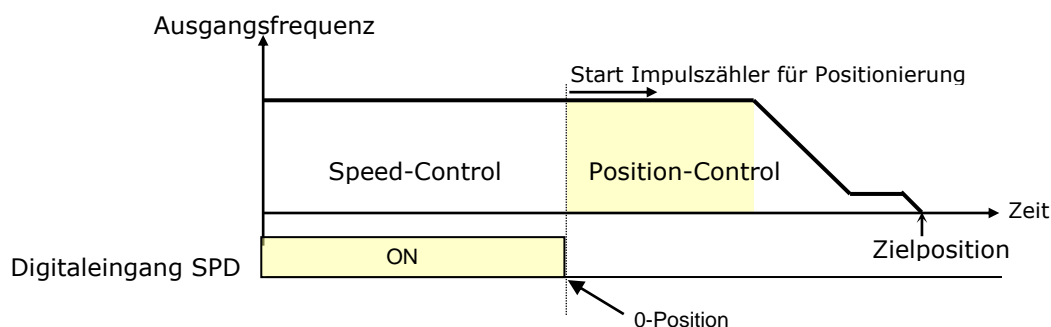 Ausgangsfrequenz
Start Impulszähler für Positionierung
Speed-Control
Position-Control
Zeit
Zielposition
Digitaleingang SPD
ON
0-Position